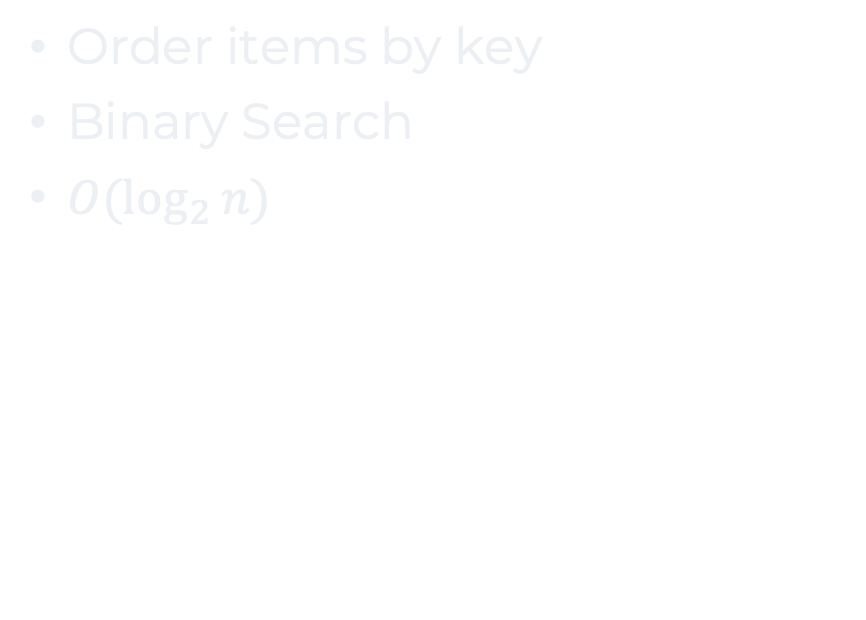 • Order items by key
• Binary Search
• O(log₂ n)